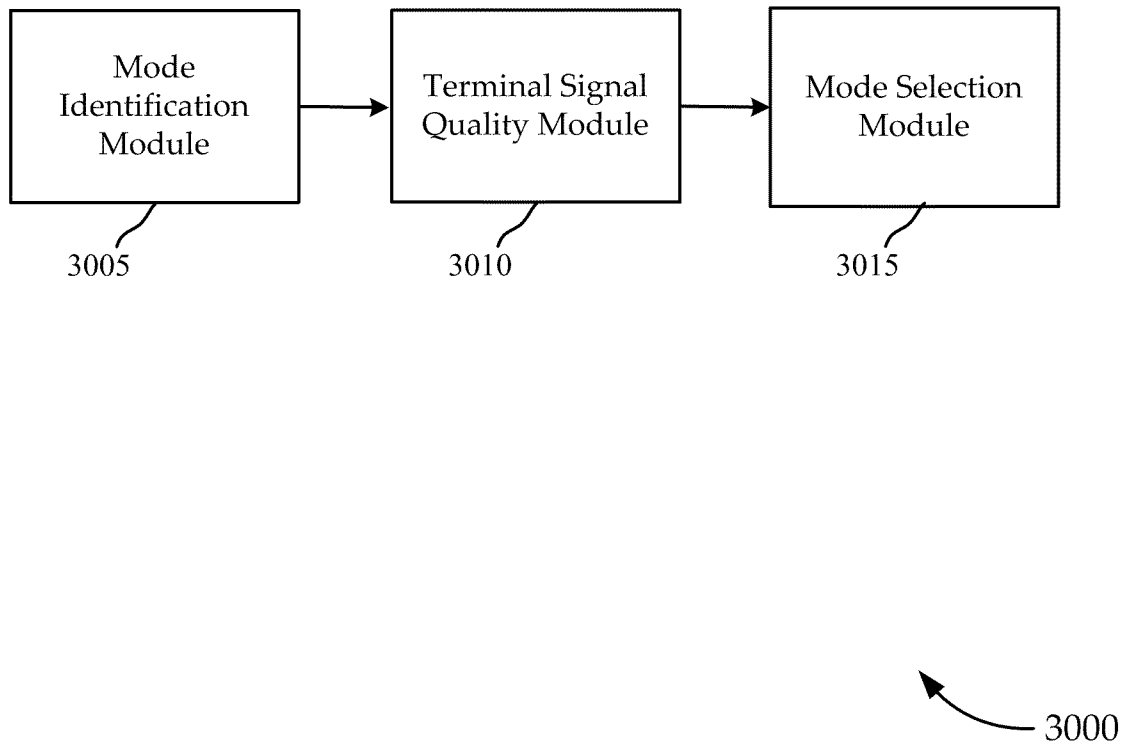 Mode
Identification
Module
Terminal Signal
Quality Module
Mode Selection
Module
3005
3010
3015
3000